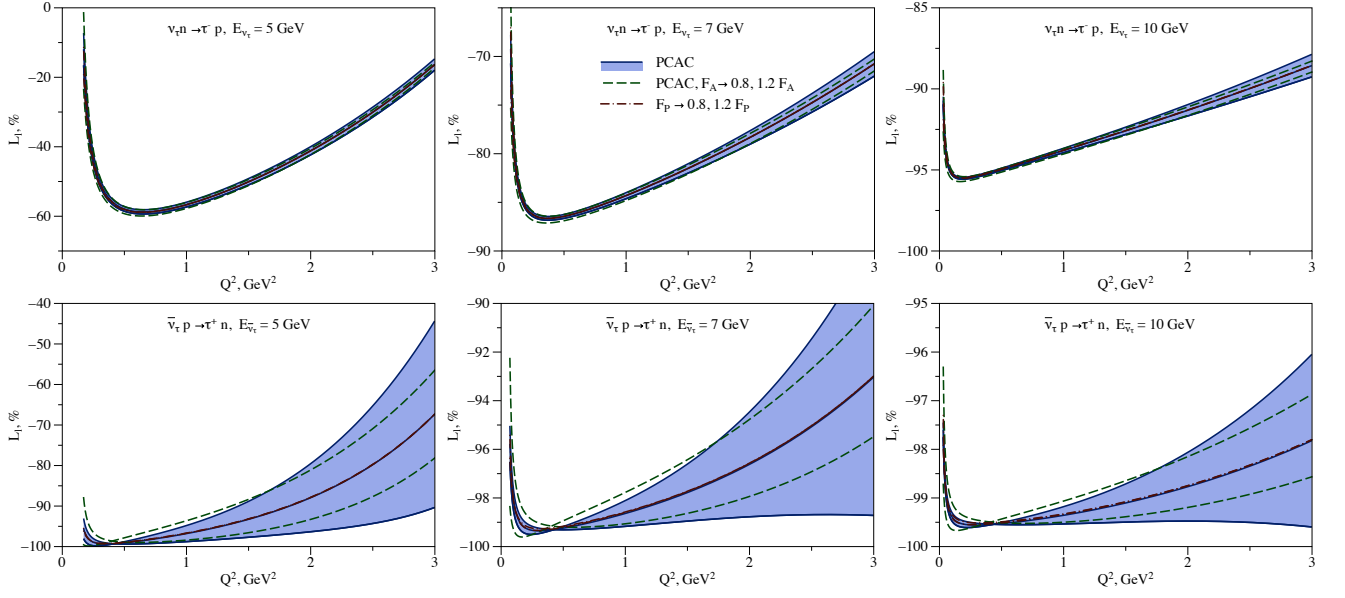 ν_τ n → τ⁻ p, E_ν_τ = 5 GeV
0
−20
−40
−60
L_l, %
0 1 2 3
Q², GeV²
ν_τ n → τ⁻ p, E_ν_τ = 7 GeV
PCAC
PCAC, F_A → 0.8, 1.2 F_A
F_P → 0.8, 1.2 F_P
−70
−80
−90
L_l, %
0 1 2 3
Q², GeV²
ν_τ n → τ⁻ p, E_ν_τ = 10 GeV
−85
−90
−95
−100
L_l, %
0 1 2 3
Q², GeV²
ν̄_τ p → τ⁺ n, E_ν̄_τ = 5 GeV
−40
−50
−60
−70
−80
−90
−100
L_l, %
0 1 2 3
Q², GeV²
ν̄_τ p → τ⁺ n, E_ν̄_τ = 7 GeV
−90
−92
−94
−96
−98
−100
L_l, %
0 1 2 3
Q², GeV²
ν̄_τ p → τ⁺ n, E_ν̄_τ = 10 GeV
−95
−96
−97
−98
−99
−100
L_l, %
0 1 2 3
Q², GeV²